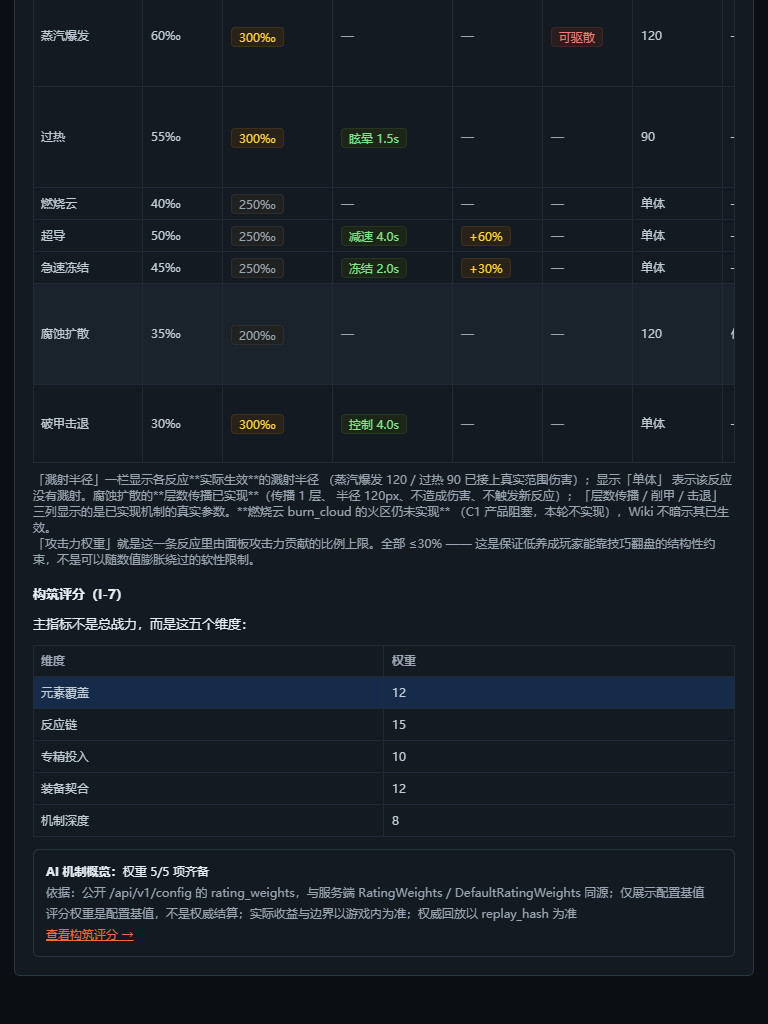 蒸汽爆发 60‰ 300‰ — — 可驱散 120 -
过热 55‰ 300‰ 眩晕 1.5s — — 90 -
燃烧云 40‰ 250‰ — — — 单体 -
超导 50‰ 250‰ 减速 4.0s +60% — 单体 -
急速冻结 45‰ 250‰ 冻结 2.0s +30% — 单体 -
腐蚀扩散 35‰ 200‰ — — — 120
破甲击退 30‰ 300‰ 控制 4.0s — — 单体 -
「溅射半径」一栏显示各反应**实际生效**的溅射半径 （蒸汽爆发 120 / 过热 90 已接上真实范围伤害）；显示「单体」 表示该反应
没有溅射。腐蚀扩散的**层数传播已实现**（传播 1 层、 半径 120px、不造成伤害、不触发新反应）；「层数传播 / 削甲 / 击退」
三列显示的是已实现机制的真实参数。**燃烧云 burn_cloud 的火区仍未实现** （C1 产品阻塞，本轮不实现），Wiki 不暗示其已生
效。
「攻击力权重」就是这一条反应里由面板攻击力贡献的比例上限。全部 ≤30% —— 这是保证低养成玩家能靠技巧翻盘的结构性约
束，不是可以随数值膨胀绕过的软性限制。
构筑评分（I-7）
主指标不是总战力，而是这五个维度：
维度 权重
元素覆盖 12
反应链 15
专精投入 10
装备契合 12
机制深度 8
AI 机制概览：权重 5/5 项齐备
依据：公开 /api/v1/config 的 rating_weights，与服务端 RatingWeights / DefaultRatingWeights 同源；仅展示配置基值
评分权重是配置基值，不是权威结算；实际收益与边界以游戏内为准；权威回放以 replay_hash 为准
查看构筑评分 →